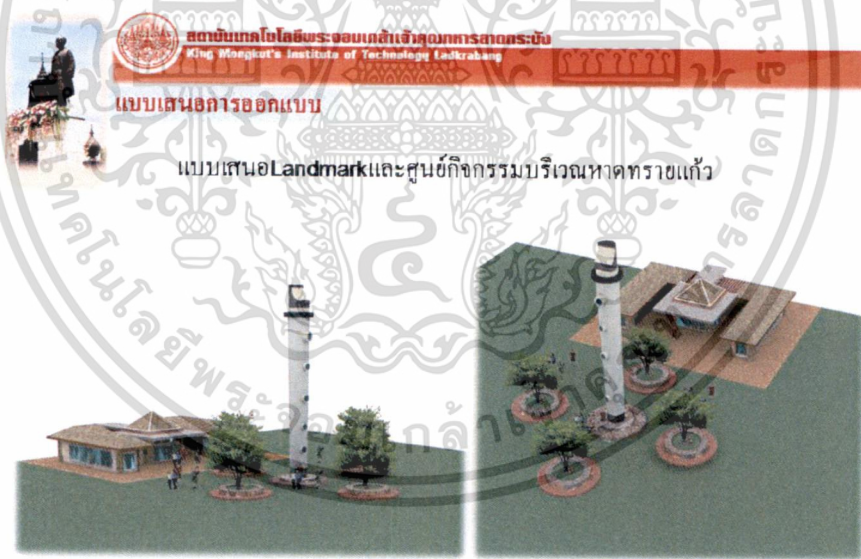 สถาบันเทคโนโลยีพระจอมเกล้าเจ้าคุณทหารลาดกระบัง
King Mongkut's Institute of Technology Ladkrabang
แบบเสนอการออกแบบ
แบบเสนอLandmarkและศูนย์กิจกรรมบริเวณหาดทรายแก้ว